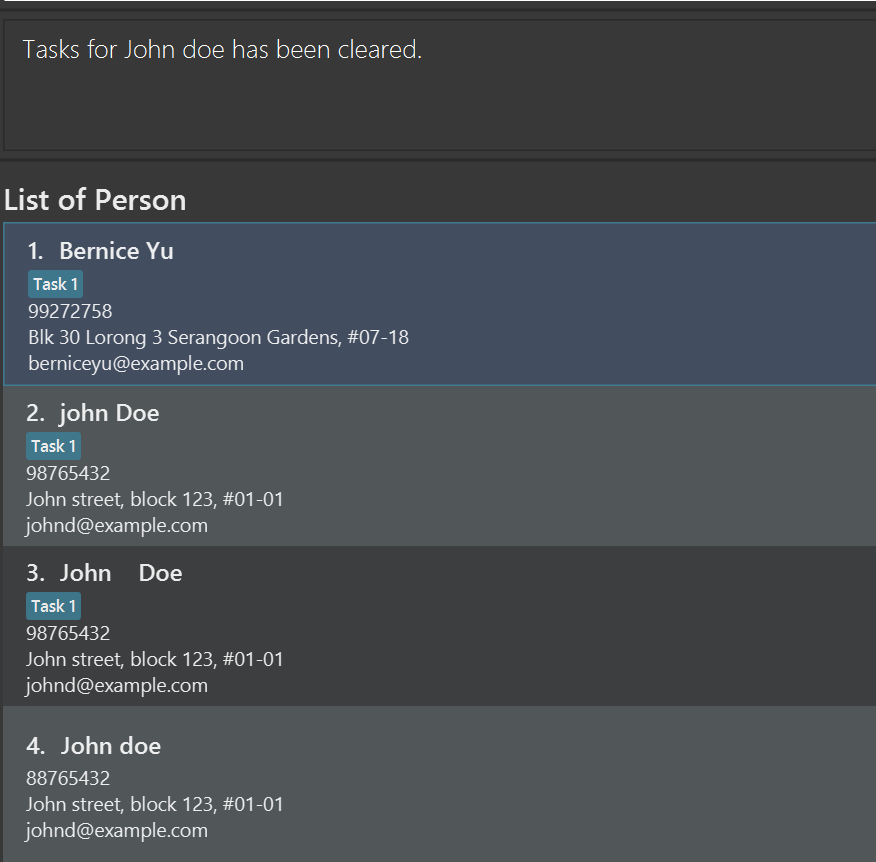 Tasks for John doe has been cleared.
List of Person
1. Bernice Yu
Task 1
99272758
Blk 30 Lorong 3 Serangoon Gardens, #07-18
berniceyu@example.com
2. john Doe
Task 1
98765432
John street, block 123, #01-01
johnd@example.com
3. John    Doe
Task 1
98765432
John street, block 123, #01-01
johnd@example.com
4. John doe
88765432
John street, block 123, #01-01
johnd@example.com